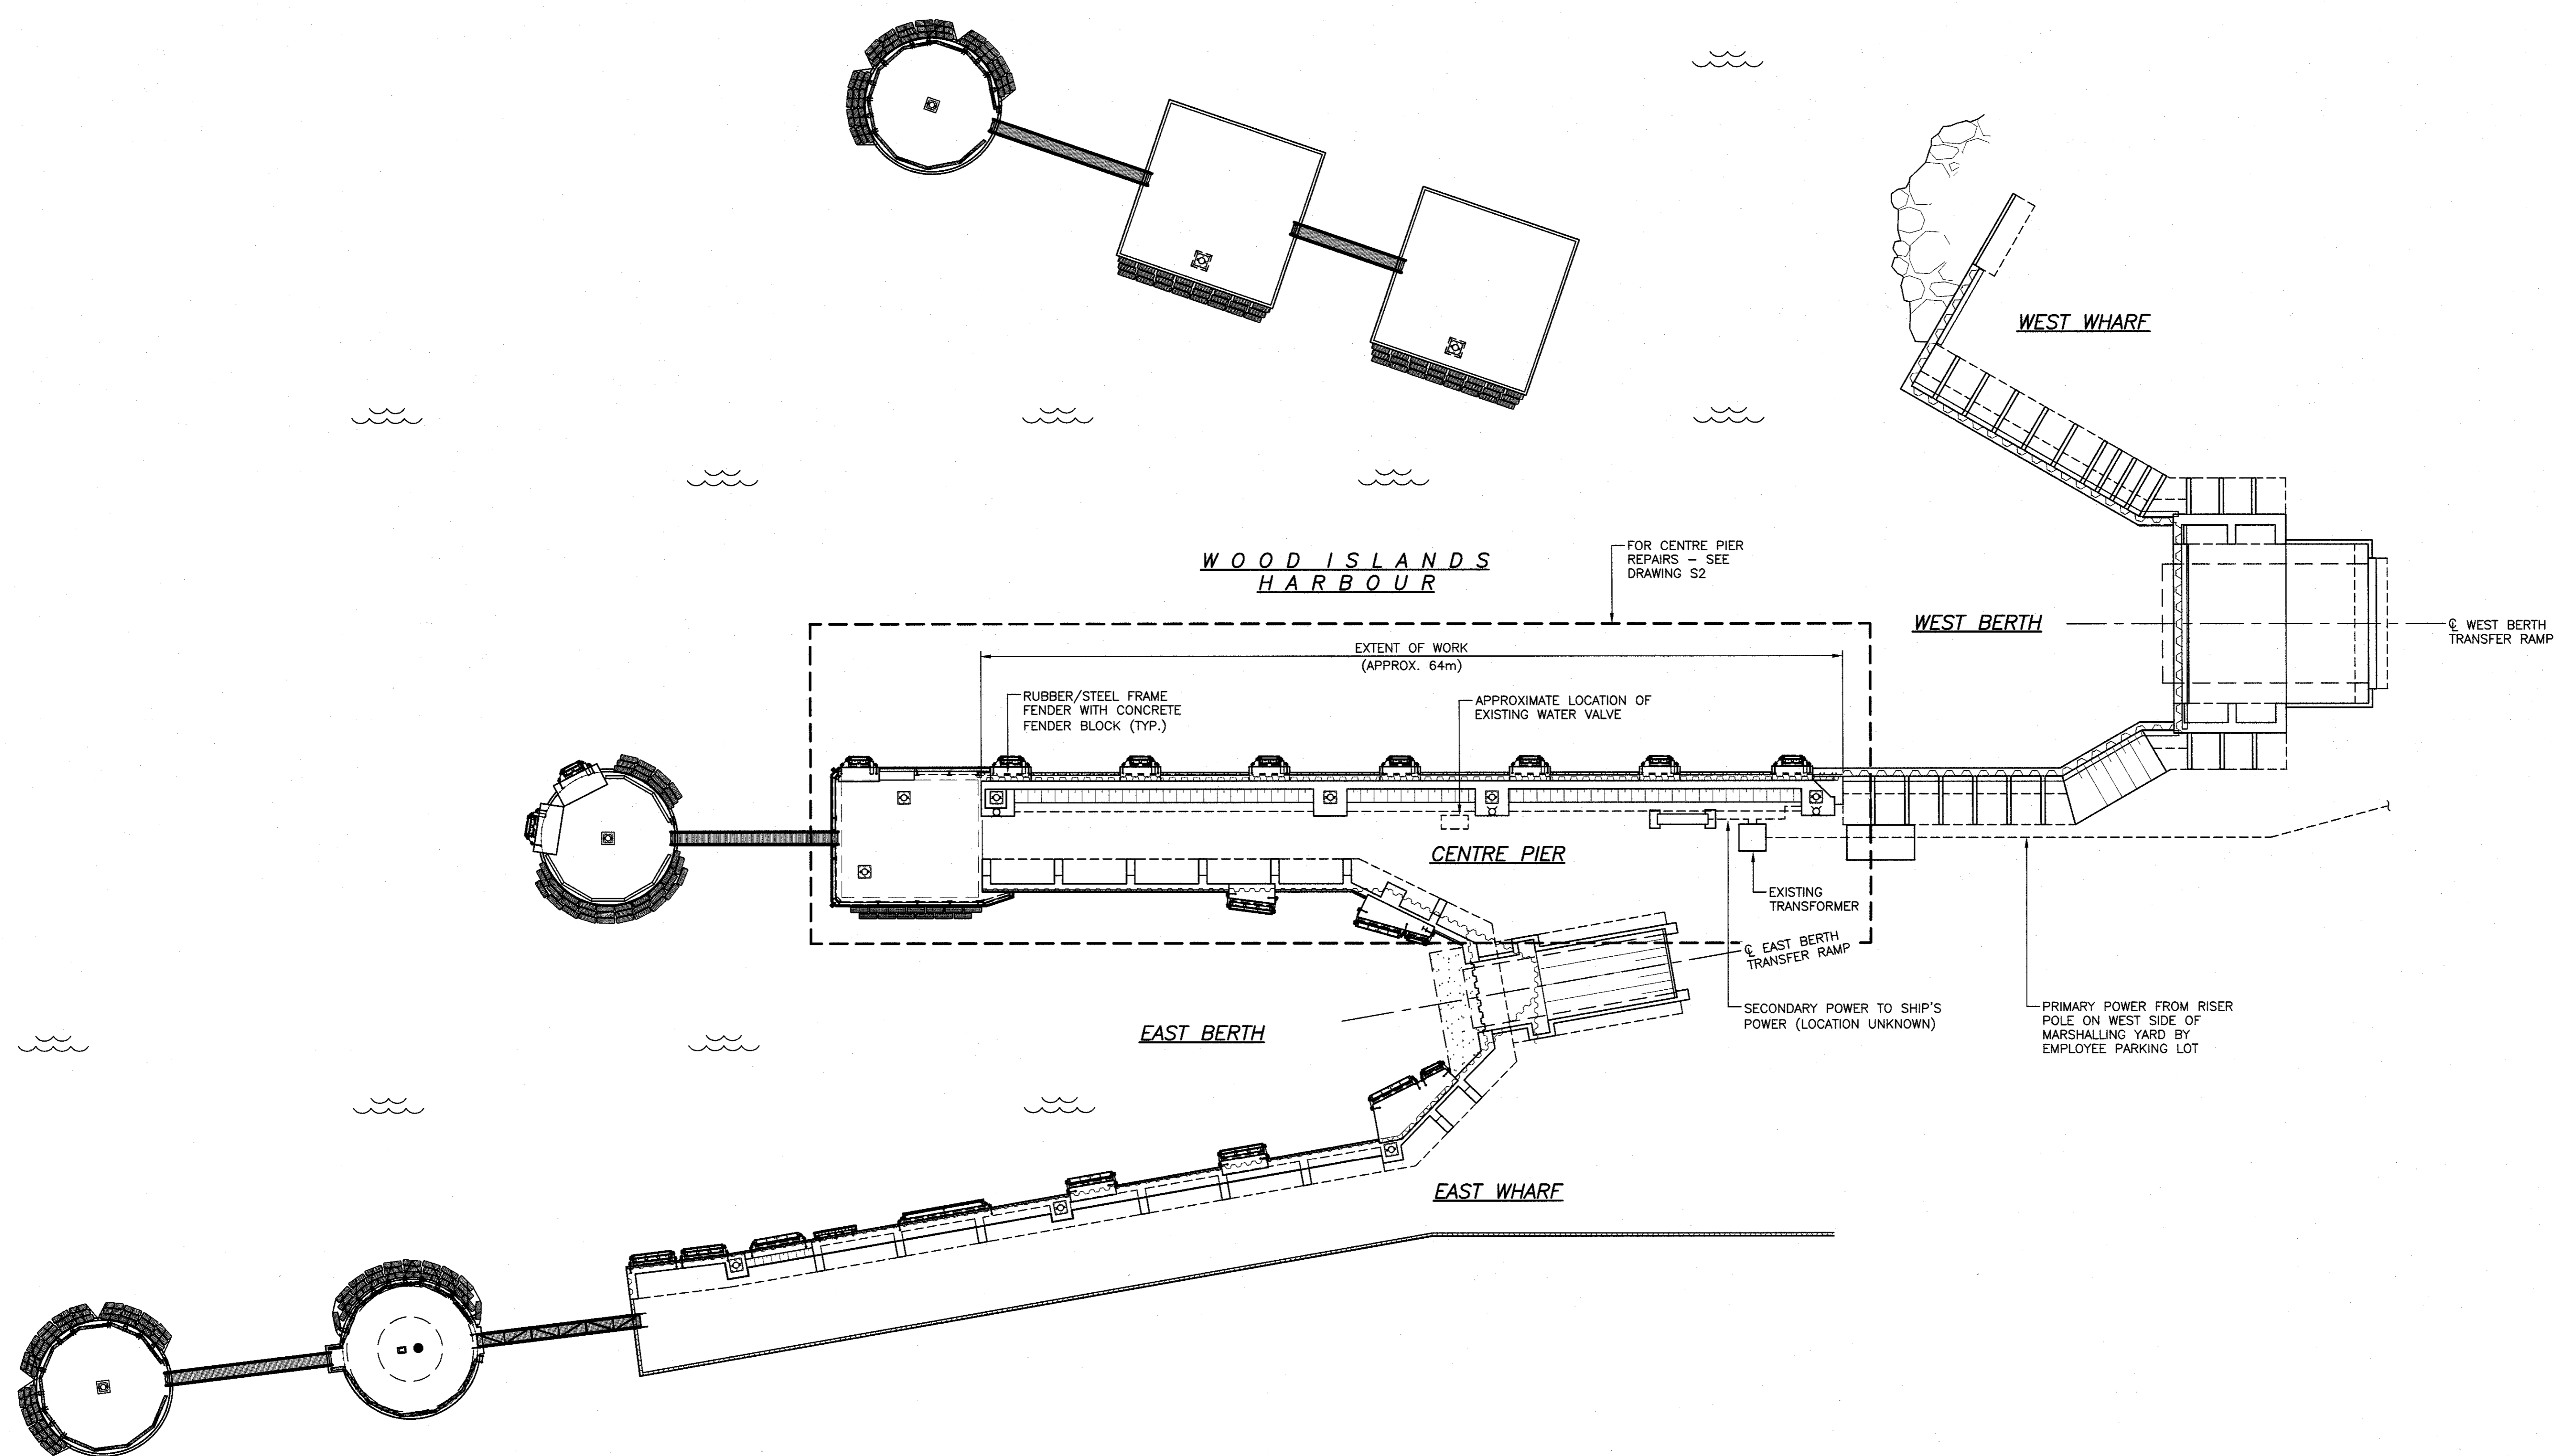 WEST WHARF
FOR CENTRE PIER
REPAIRS – SEE
DRAWING S2
WOOD ISLANDS
HARBOUR
WEST BERTH
℄ WEST BERTH
TRANSFER RAMP
EXTENT OF WORK
(APPROX. 64m)
RUBBER/STEEL FRAME
FENDER WITH CONCRETE
FENDER BLOCK (TYP.)
APPROXIMATE LOCATION OF
EXISTING WATER VALVE
CENTRE PIER
EXISTING
TRANSFORMER
℄ EAST BERTH
TRANSFER RAMP
SECONDARY POWER TO SHIP'S
POWER (LOCATION UNKNOWN)
PRIMARY POWER FROM RISER
POLE ON WEST SIDE OF
MARSHALLING YARD BY
EMPLOYEE PARKING LOT
EAST BERTH
EAST WHARF